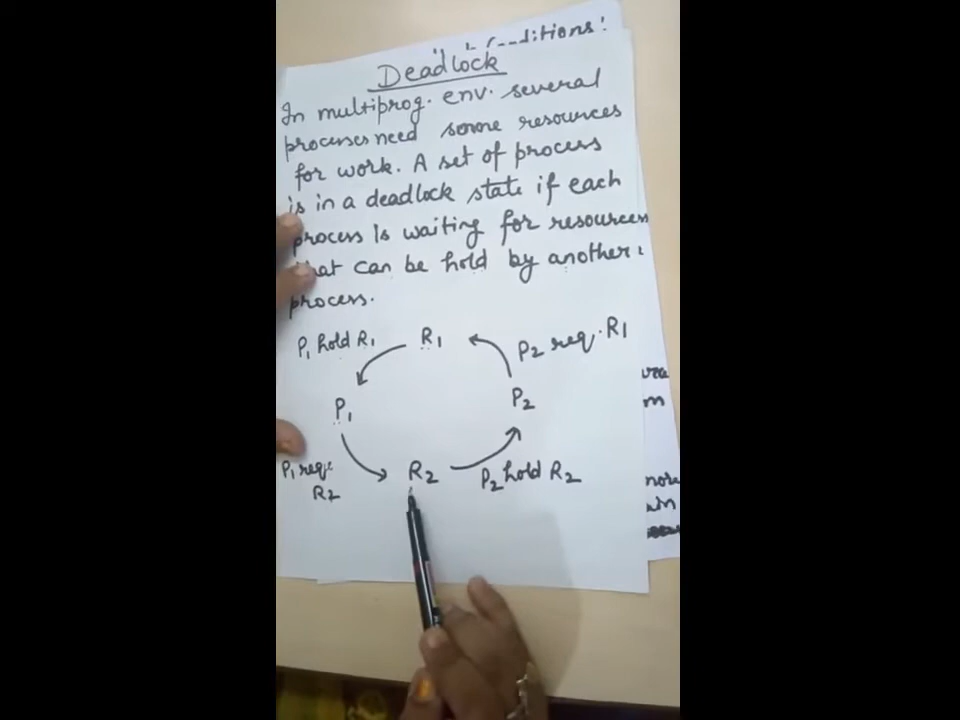 Deadlock
In multiprog. env. several
processes need some resources
for work. A set of process
is in a deadlock state if each
process is waiting for resources
that can be hold by another
process.
P1 hold R1
R1
P2 req. R1
P1
P2
P1 req.
R2
R2
P2 hold R2